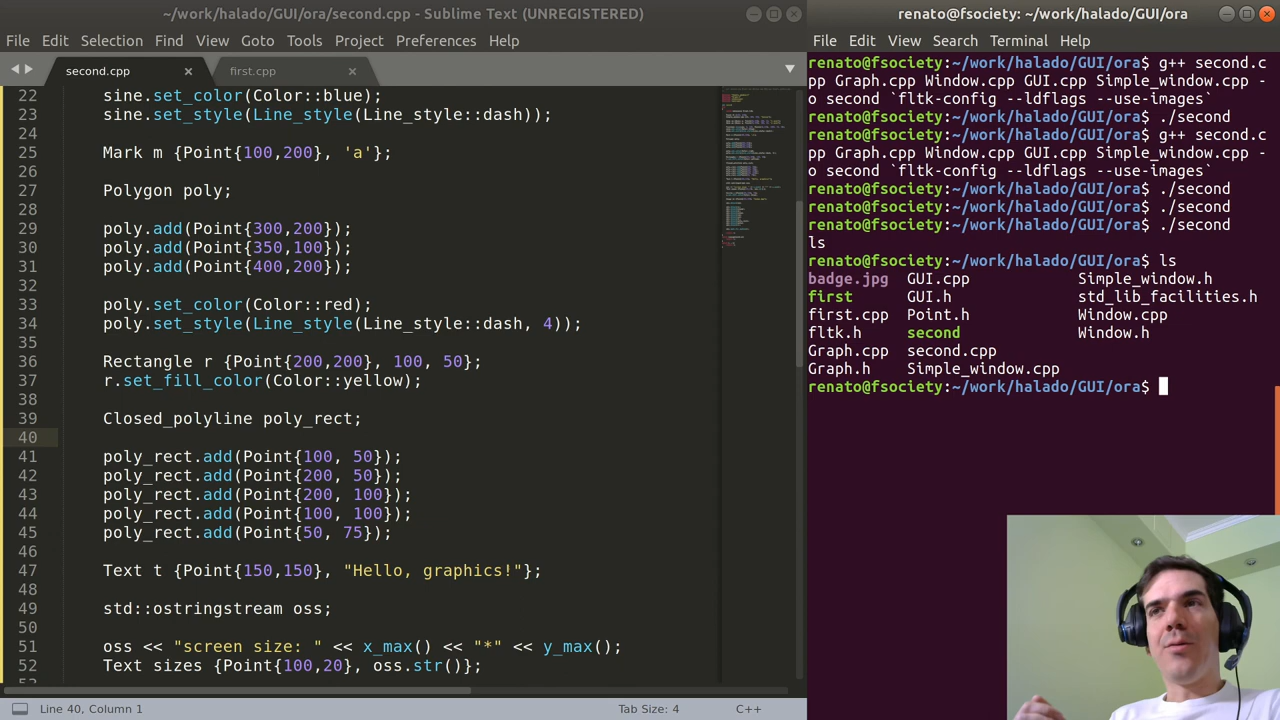 ~/work/halado/GUI/ora/second.cpp - Sublime Text (UNREGISTERED)
File Edit Selection Find View Goto Tools Project Preferences Help
second.cpp first.cpp
22 sine.set_color(Color::blue);
23 sine.set_style(Line_style(Line_style::dash));
24
25 Mark m {Point{100,200}, 'a'};
26
27 Polygon poly;
28
29 poly.add(Point{300,200});
30 poly.add(Point{350,100});
31 poly.add(Point{400,200});
32
33 poly.set_color(Color::red);
34 poly.set_style(Line_style(Line_style::dash, 4));
35
36 Rectangle r {Point{200,200}, 100, 50};
37 r.set_fill_color(Color::yellow);
38
39 Closed_polyline poly_rect;
40
41 poly_rect.add(Point{100, 50});
42 poly_rect.add(Point{200, 50});
43 poly_rect.add(Point{200, 100});
44 poly_rect.add(Point{100, 100});
45 poly_rect.add(Point{50, 75});
46
47 Text t {Point{150,150}, "Hello, graphics!"};
48
49 std::ostringstream oss;
50
51 oss << "screen size: " << x_max() << "*" << y_max();
52 Text sizes {Point{100,20}, oss.str()};
Line 40, Column 1 Tab Size: 4 C++
renato@fsociety: ~/work/halado/GUI/ora
File Edit View Search Terminal Help
renato@fsociety:~/work/halado/GUI/ora$ g++ second.c
pp Graph.cpp Window.cpp GUI.cpp Simple_window.cpp -
o second `fltk-config --ldflags --use-images`
renato@fsociety:~/work/halado/GUI/ora$ ./second
renato@fsociety:~/work/halado/GUI/ora$ g++ second.c
pp Graph.cpp Window.cpp GUI.cpp Simple_window.cpp -
o second `fltk-config --ldflags --use-images`
renato@fsociety:~/work/halado/GUI/ora$ ./second
renato@fsociety:~/work/halado/GUI/ora$ ./second
renato@fsociety:~/work/halado/GUI/ora$ ./second
ls
renato@fsociety:~/work/halado/GUI/ora$ ls
badge.jpg GUI.cpp Simple_window.h
first GUI.h std_lib_facilities.h
first.cpp Point.h Window.cpp
fltk.h second Window.h
Graph.cpp second.cpp
Graph.h Simple_window.cpp
renato@fsociety:~/work/halado/GUI/ora$